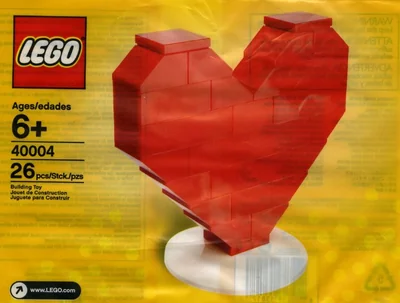 LEGO
Ages/edades
6+
40004
26 pcs/Stck./pzs
Building Toy
Jouet de Construction
Juguete para Construir
www.LEGO.com